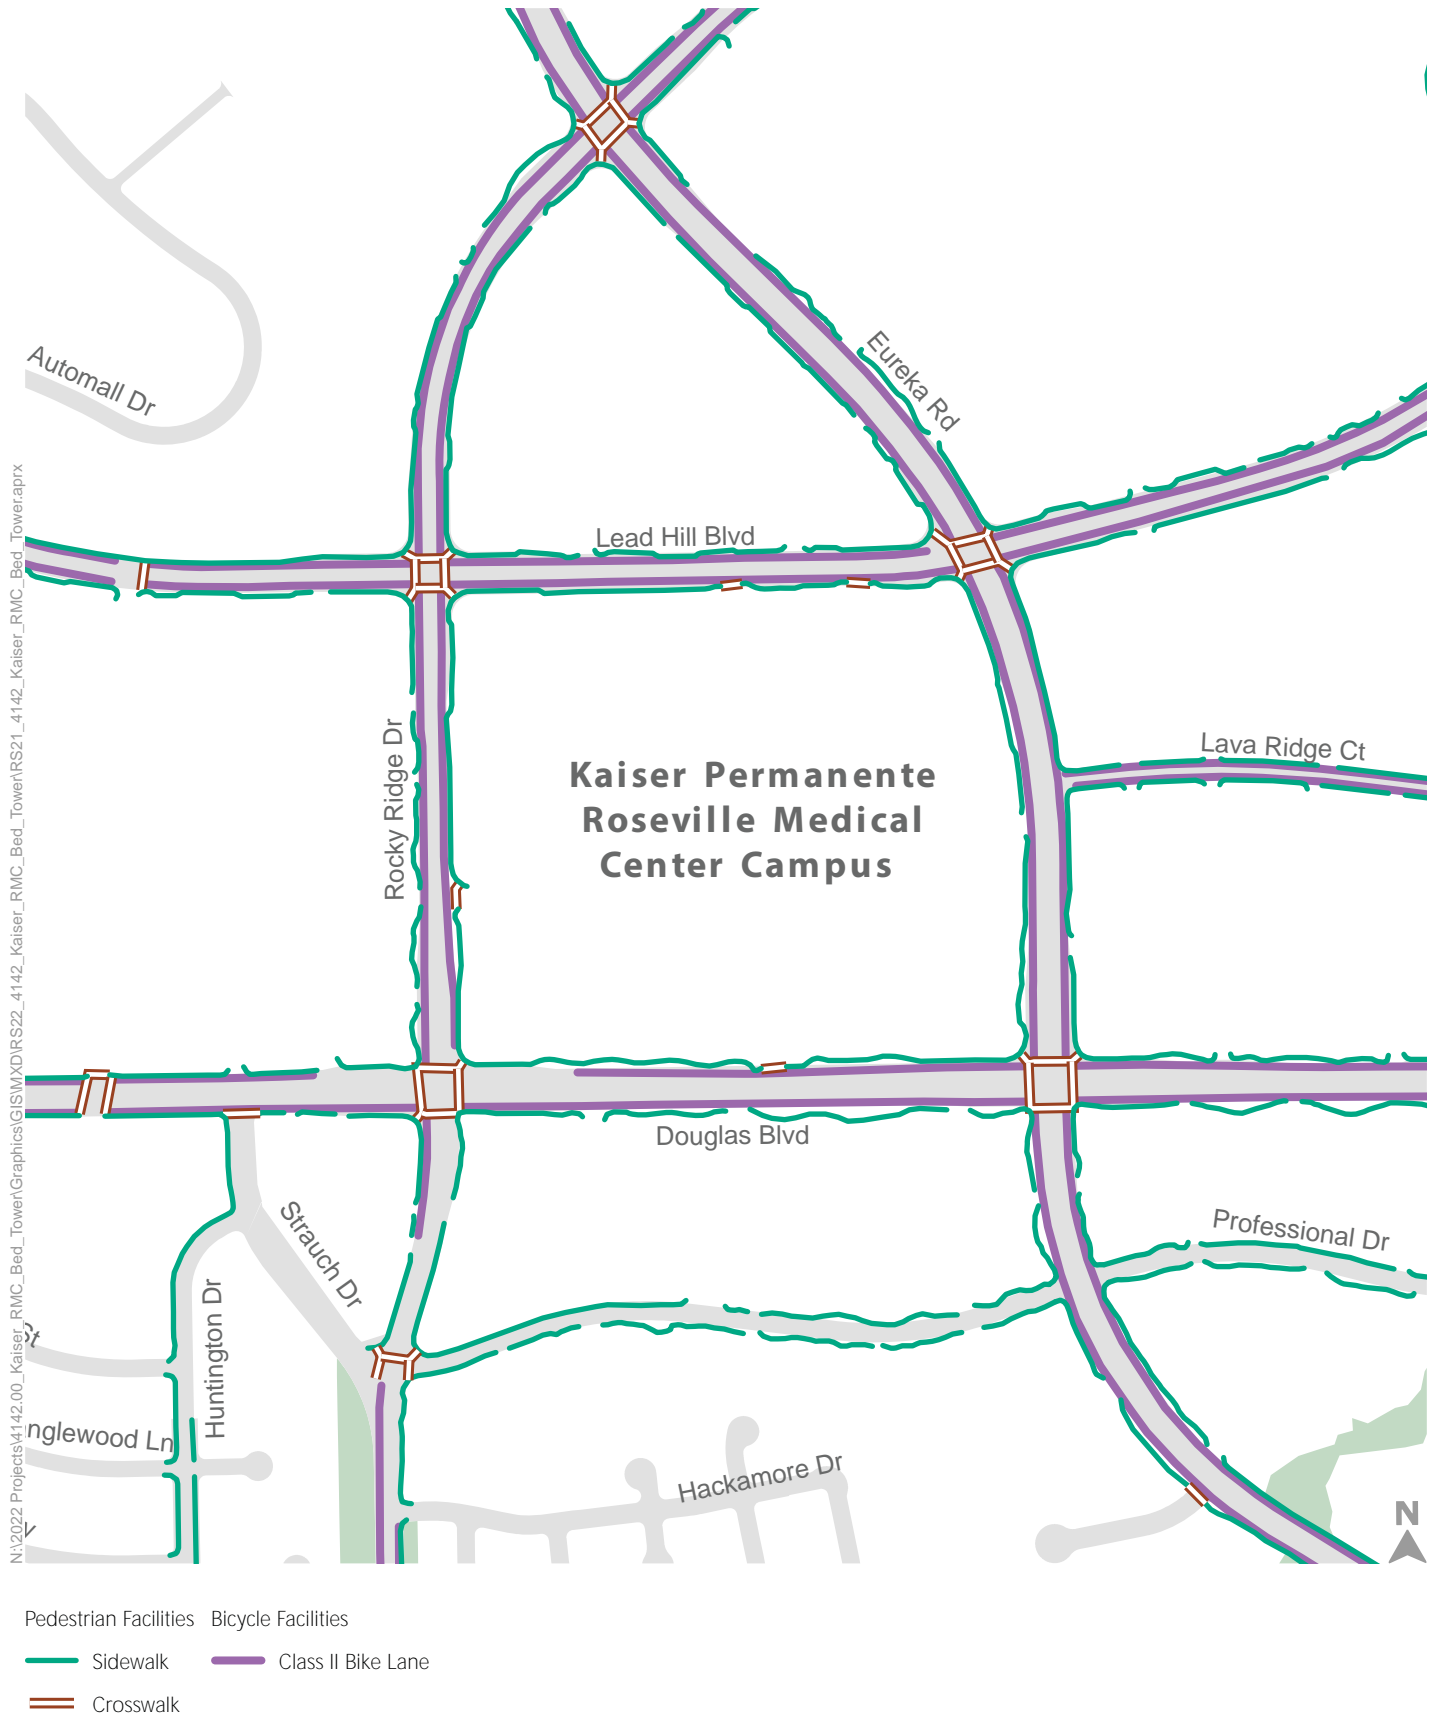 Automall Dr
Eureka Rd
Lead Hill Blvd
Rocky Ridge Dr
Kaiser Permanente
Roseville Medical
Center Campus
Lava Ridge Ct
Douglas Blvd
Strauch Dr
Professional Dr
Huntington Dr
St
nglewood Ln
Hackamore Dr
N
N:\2022 Projects\4142.00_Kaiser_RMC_Bed_Tower\Graphics\GIS\MXD\RS22_4142_Kaiser_RMC_Bed_Tower\RS21_4142_Kaiser_RMC_Bed_Tower.aprx
Pedestrian Facilities Bicycle Facilities
Sidewalk Class II Bike Lane
Crosswalk